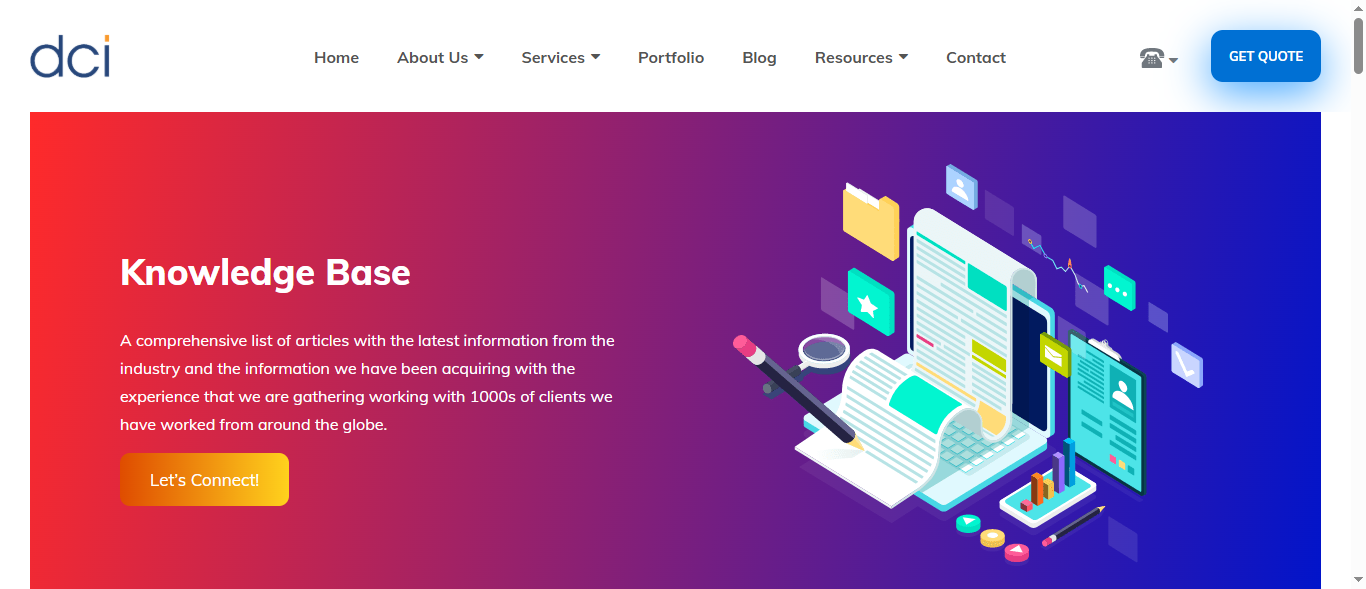 dci
Home
About Us
Services
Portfolio
Blog
Resources
Contact
GET QUOTE
Knowledge Base
A comprehensive list of articles with the latest information from the
industry and the information we have been acquiring with the
experience that we are gathering working with 1000s of clients we
have worked from around the globe.
Let's Connect!